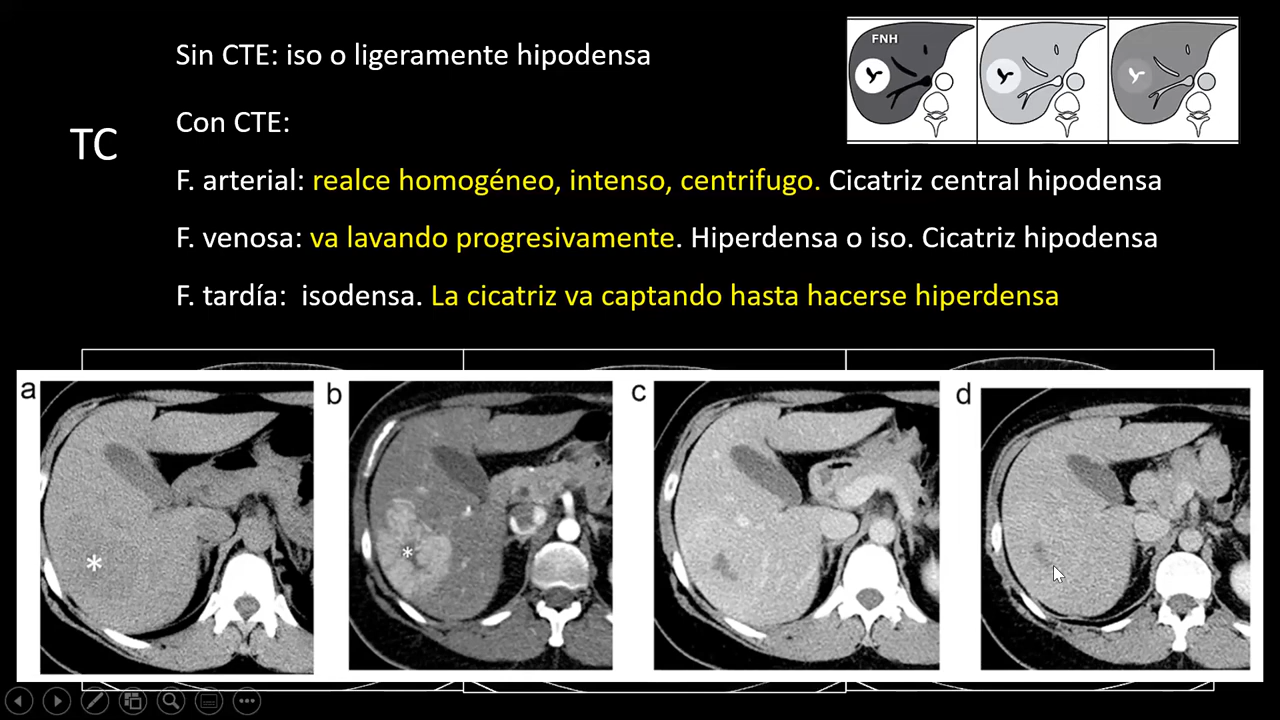 Sin CTE: iso o ligeramente hipodensa
FNH
Con CTE:
TC
F. arterial: realce homogéneo, intenso, centrifugo. Cicatriz central hipodensa
F. venosa: va lavando progresivamente. Hiperdensa o iso. Cicatriz hipodensa
F. tardía: isodensa. La cicatriz va captando hasta hacerse hiperdensa
a b c d
* *